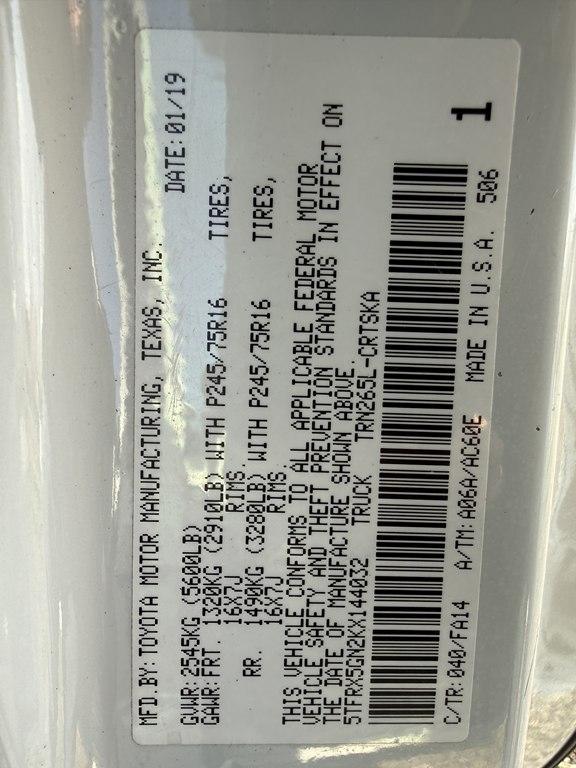 MFD.BY:TOYOTA MOTOR MANUFACTURING, TEXAS, INC.
DATE:01/19
GVWR:2545KG (5600LB)
GAWR:FRT. 1320KG (2910LB) WITH P245/75R16 TIRES,
16X7J RIMS.
RR. 1490KG (3280LB) WITH P245/75R16 TIRES,
16X7J RIMS.
THIS VEHICLE CONFORMS TO ALL APPLICABLE FEDERAL MOTOR
VEHICLE SAFETY AND THEFT PREVENTION STANDARDS IN EFFECT ON
THE DATE OF MANUFACTURE SHOWN ABOVE.
5TFRX5GN2KX144032 TRUCK TRN265L-CRTSKA
1
C/TR:040/FA14 A/TM:A06A/AC60E MADE IN U.S.A. 506